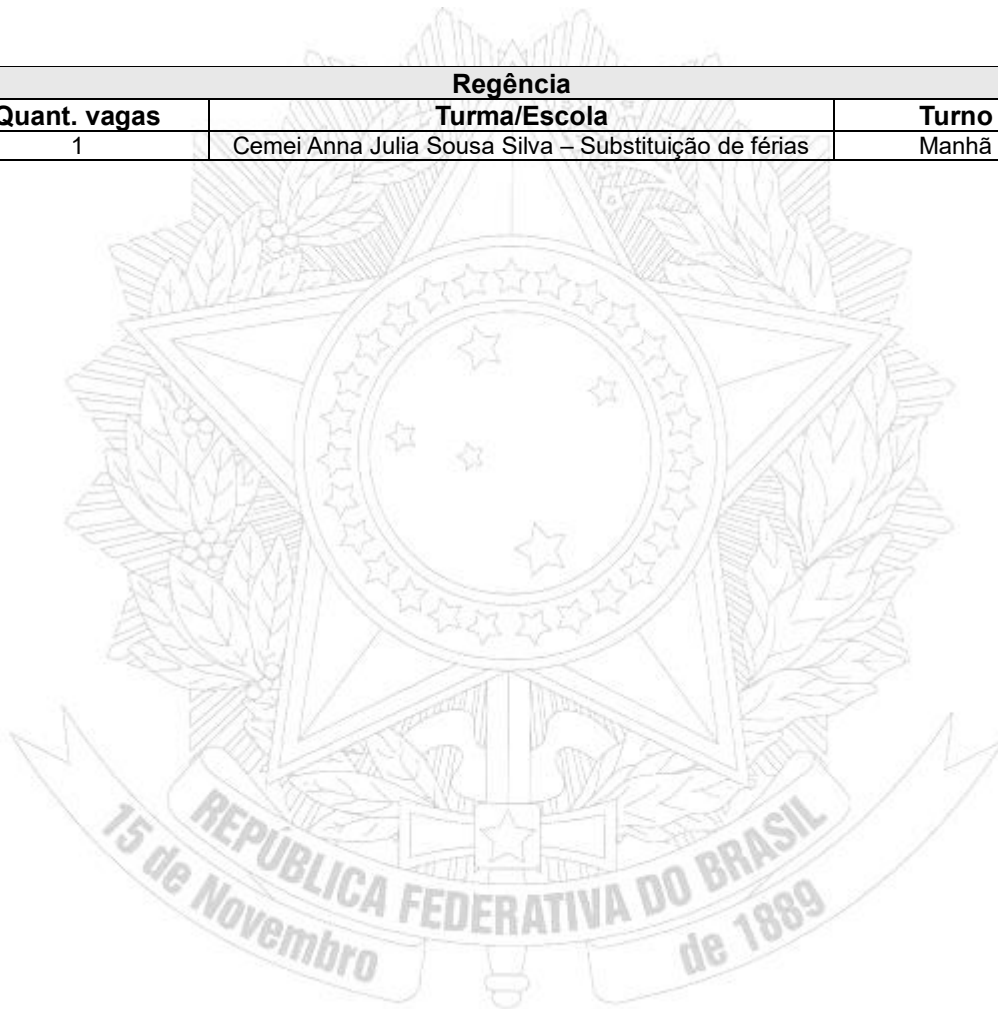 Regência
Quant. vagas Turma/Escola Turno
1 Cemei Anna Julia Sousa Silva – Substituição de férias Manhã
REPÚBLICA FEDERATIVA DO BRASIL
15 de Novembro de 1889